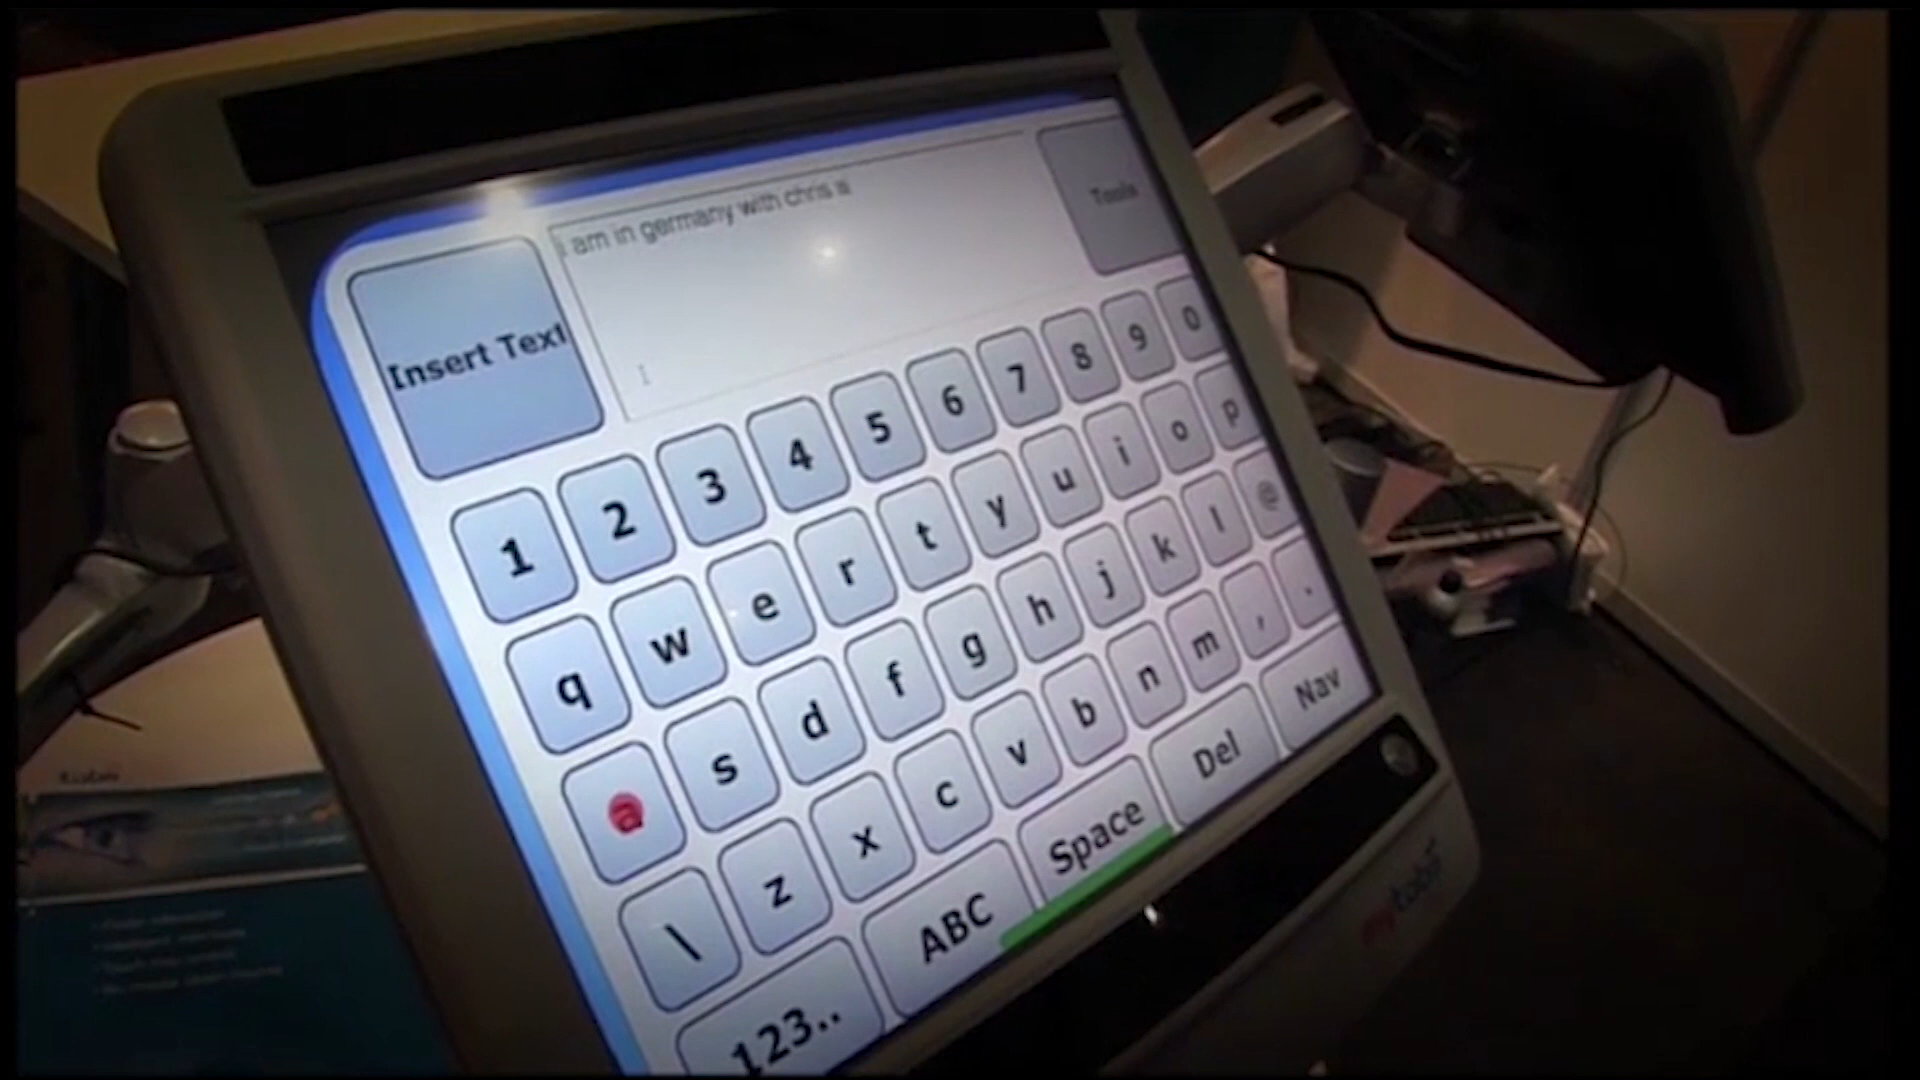 i am in germany with chris a
Tools
Insert Text
1 2 3 4 5 6 7 8 9 0
q w e r t y u i o p
a s d f g h j k l @
\ z x c v b n m , .
123.. ABC Space Del Nav
mytobii